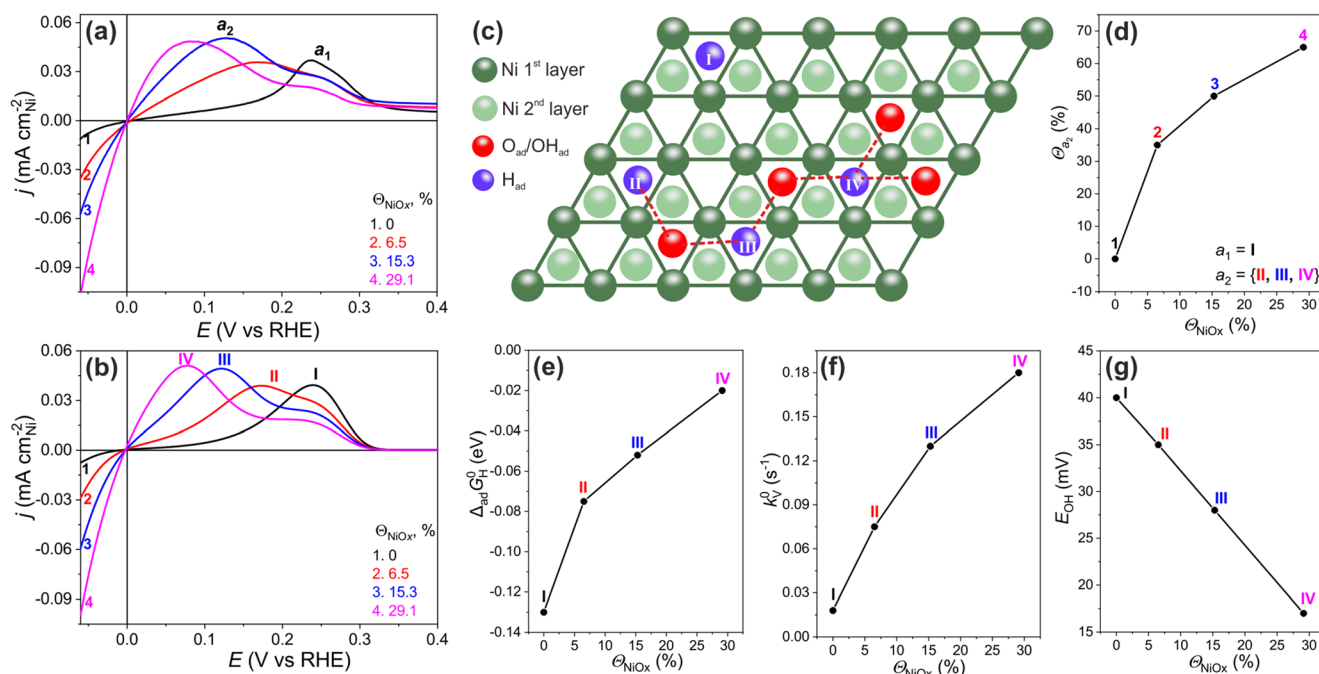 (a)
a₂
a₁
0.06
0.03
0.00
-0.03
-0.06
-0.09
j (mA cm⁻²Ni)
1
2
3
4
ΘNiOx, %
1. 0
2. 6.5
3. 15.3
4. 29.1
0.0 0.1 0.2 0.3 0.4
E (V vs RHE)
(b)
IV
III
II
I
0.06
0.03
0.00
-0.03
-0.06
-0.09
j (mA cm⁻²Ni)
1
2
3
4
ΘNiOx, %
1. 0
2. 6.5
3. 15.3
4. 29.1
0.0 0.1 0.2 0.3 0.4
E (V vs RHE)
(c)
Ni 1ˢᵗ layer
Ni 2ⁿᵈ layer
Oad/OHad
Had
I
II
IV
III
(d)
70
60
50
40
30
20
10
0
-10
Θa₂ (%)
1
2
3
4
a₁ = I
a₂ = {II, III, IV}
0 5 10 15 20 25 30
ΘNiOx (%)
(e)
0.00
-0.02
-0.04
-0.06
-0.08
-0.10
-0.12
-0.14
ΔadG⁰H (eV)
I
II
III
IV
0 5 10 15 20 25 30
ΘNiOx (%)
(f)
0.18
0.15
0.12
0.09
0.06
0.03
0.00
k⁰V (s⁻¹)
I
II
III
IV
0 5 10 15 20 25 30
ΘNiOx (%)
(g)
45
40
35
30
25
20
15
EOH (mV)
I
II
III
IV
0 5 10 15 20 25 30
ΘNiOx (%)